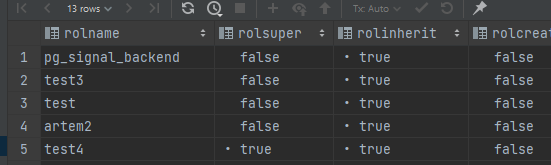 13 rows Tx: Auto
rolname rolsuper rolinherit rolcreat
1 pg_signal_backend false • true false
2 test3 false • true false
3 test false • true false
4 artem2 false • true false
5 test4 • true • true false